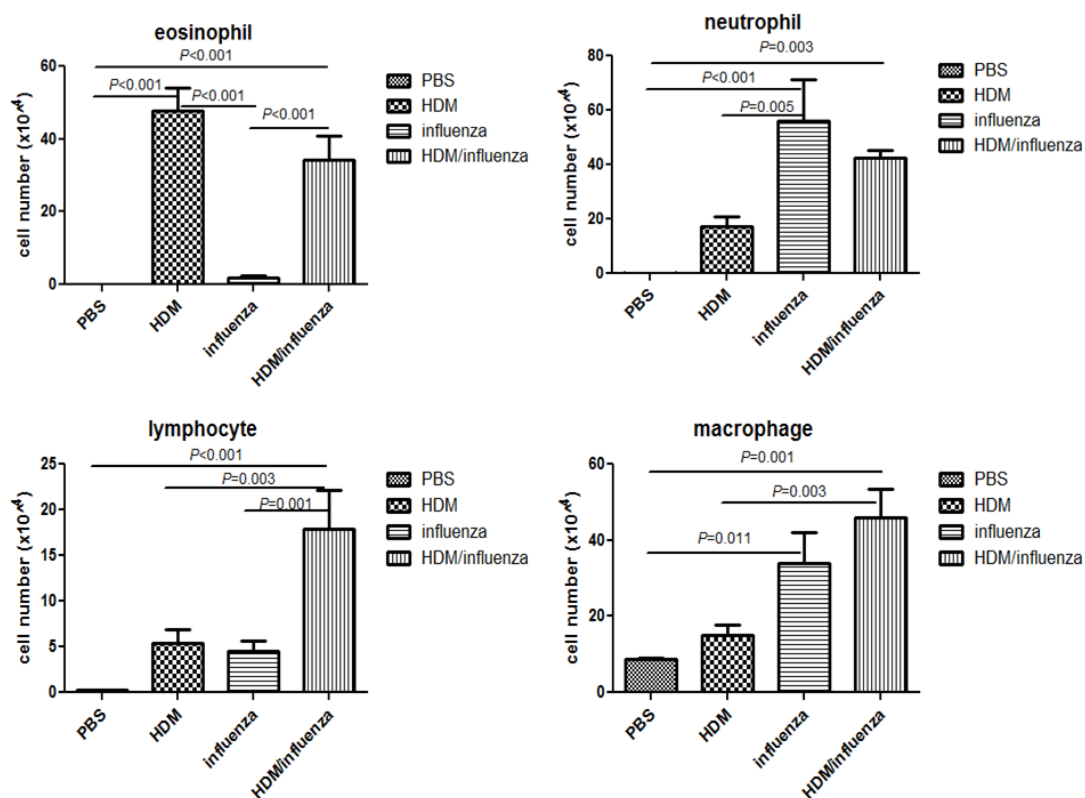 eosinophil
P<0.001
P<0.001
P<0.001
P<0.001
cell number (x10^4)
60
40
20
0
PBS
HDM
influenza
HDM/influenza
PBS
HDM
influenza
HDM/influenza
neutrophil
P=0.003
P<0.001
P=0.005
cell number (x10^4)
80
60
40
20
0
PBS
HDM
influenza
HDM/influenza
PBS
HDM
influenza
HDM/influenza
lymphocyte
P<0.001
P=0.003
P=0.001
cell number (x10^4)
25
20
15
10
5
0
PBS
HDM
influenza
HDM/influenza
PBS
HDM
influenza
HDM/influenza
macrophage
P=0.001
P=0.003
P=0.011
cell number (x10^4)
60
40
20
0
PBS
HDM
influenza
HDM/influenza
PBS
HDM
influenza
HDM/influenza